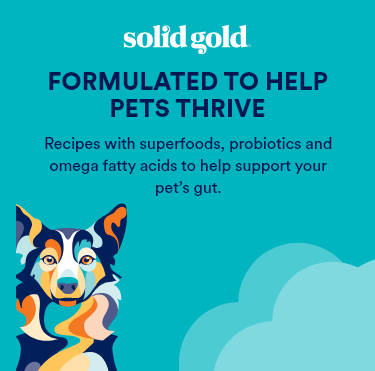 solid gold
FORMULATED TO HELP
PETS THRIVE
Recipes with superfoods, probiotics and
omega fatty acids to help support your
pet's gut.